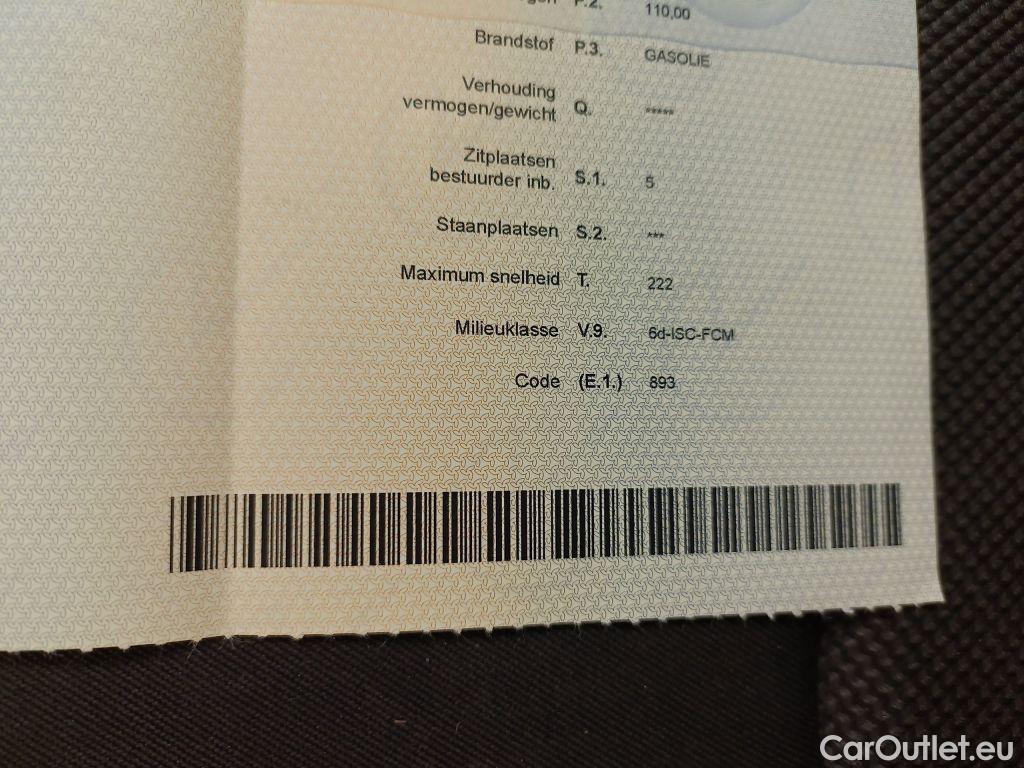 P.2. 110,00
Brandstof P.3. GASOLIE
Verhouding
vermogen/gewicht Q. *****
Zitplaatsen
bestuurder inb. S.1. 5
Staanplaatsen S.2. ***
Maximum snelheid T. 222
Milieuklasse V.9. 6d-ISC-FCM
Code (E.1.) 893
CarOutlet.eu